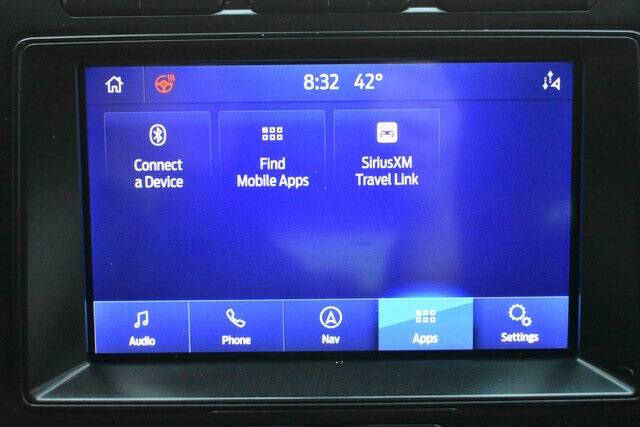 8:32 42°
Connect
a Device
Find
Mobile Apps
SiriusXM
Travel Link
Audio
Phone
Nav
Apps
Settings